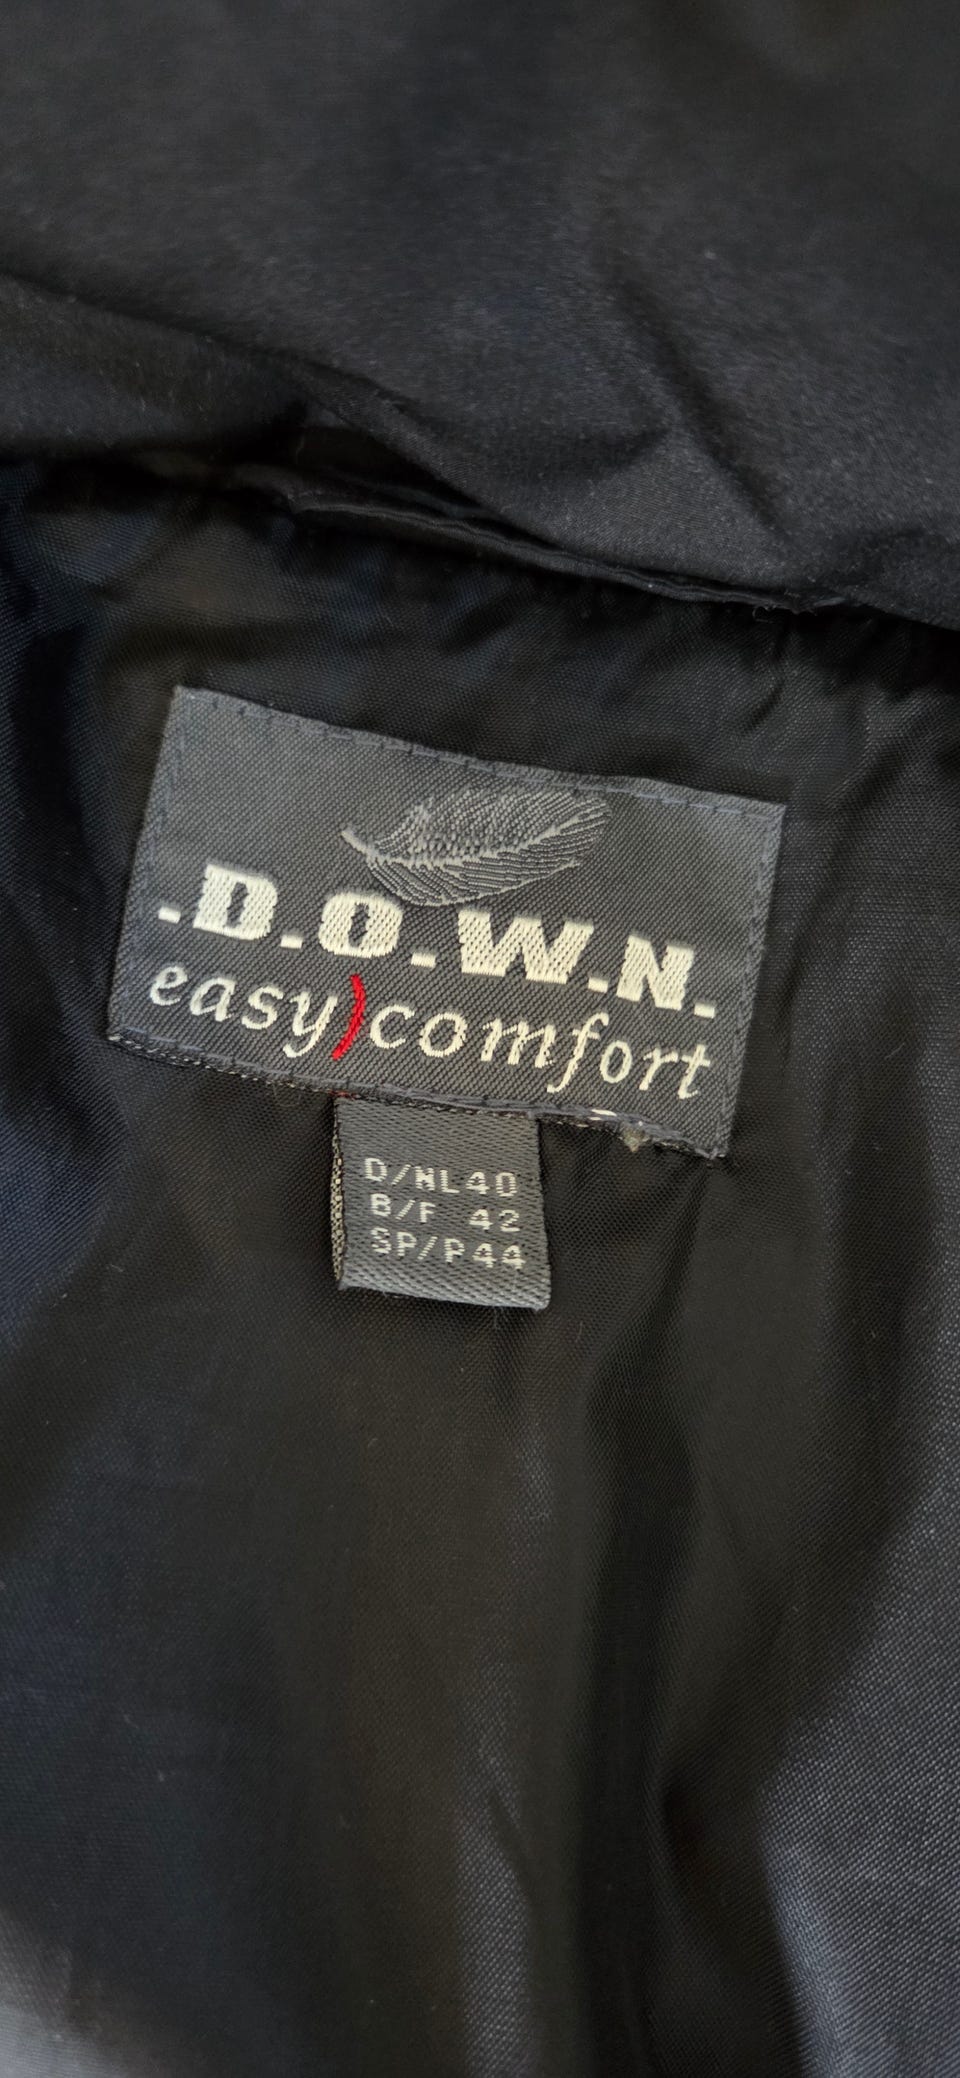 .D.O.W.N.
easy)comfort
D/NL40
B/F 42
SP/P44